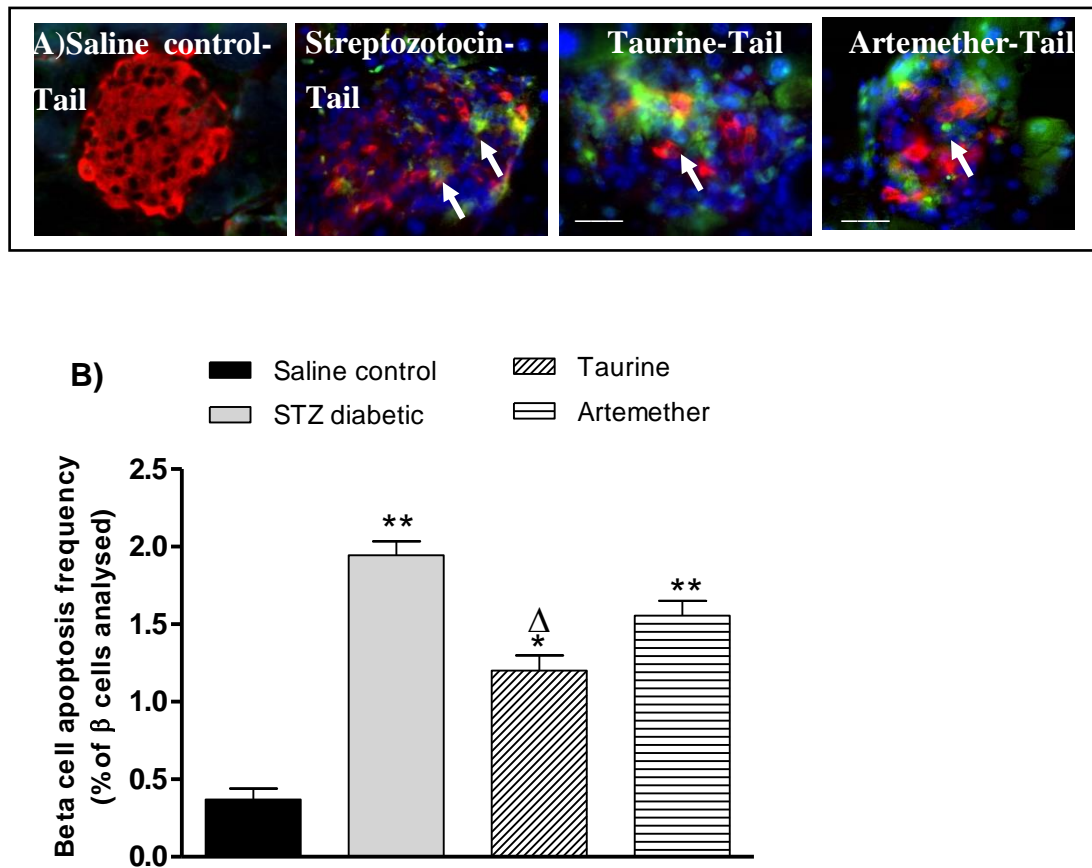 A)Saline control-
Tail
Streptozotocin-
Tail
Taurine-Tail
Artemether-Tail
B)
Saline control
STZ diabetic
Taurine
Artemether
Beta cell apoptosis frequency
(%of β cells analysed)
2.5
2.0
1.5
1.0
0.5
0.0
**
Δ
*
**